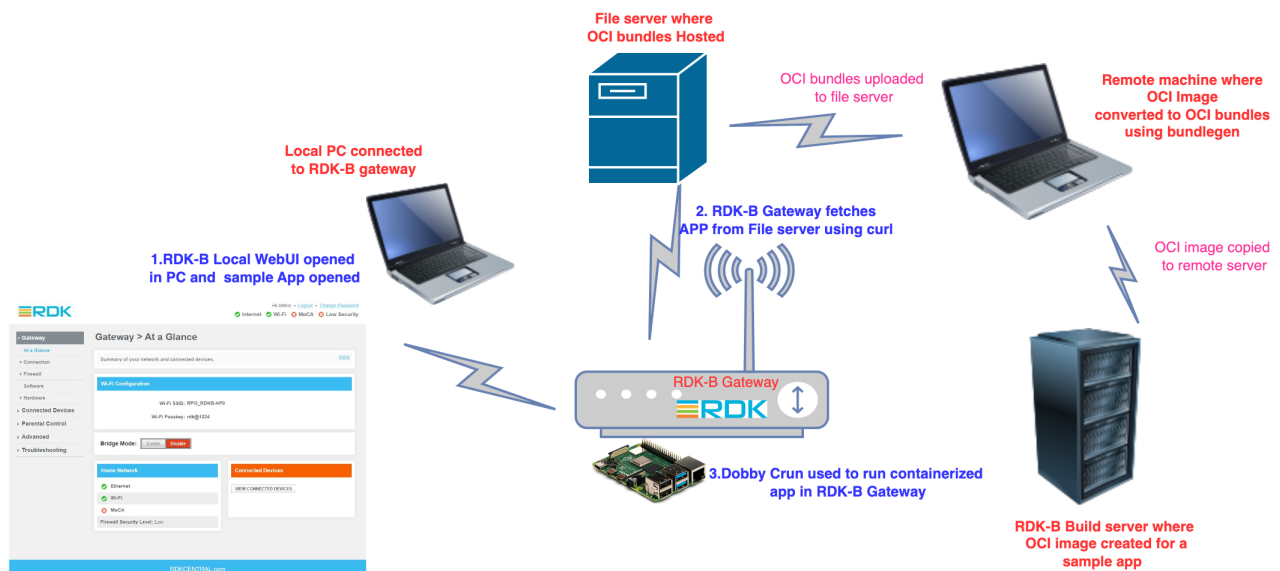 File server where
OCI bundles Hosted
OCI bundles uploaded
to file server
Remote machine where
OCI Image
converted to OCI bundles
using bundlegen
Local PC connected
to RDK-B gateway
2. RDK-B Gateway fetches
APP from File server using curl
1.RDK-B Local WebUI opened
in PC and sample App opened
OCI image copied
to remote server
RDK
Hi admin • Logout • Change Password
Internet Wi-Fi MoCA Low Security
Gateway
At a Glance
Connection
Firewall
Software
Hardware
Connected Devices
Parental Control
Advanced
Troubleshooting
Gateway > At a Glance
Summary of your network and connected devices.
Wi-Fi Configuration
Wi-Fi SSID: RPI3_RDKB-AP0
Wi-Fi Passkey: rdk@1234
Bridge Mode: Enable Disable
Home Network
Ethernet
Wi-Fi
MoCA
Firewall Security Level: Low
Connected Devices
VIEW CONNECTED DEVICES
RDKCENTRAL.com
RDK-B Gateway
RDK
3.Dobby Crun used to run containerized
app in RDK-B Gateway
RDK-B Build server where
OCI image created for a
sample app